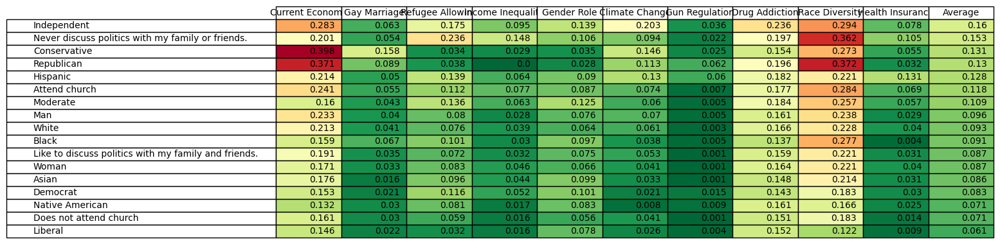 Current Econom Gay Marriage Refugee Allowin Income Inequalit Gender Role Climate Change Gun Regulation Drug Addiction Race Diversity Health Insuranc Average
Independent 0.283 0.063 0.175 0.095 0.139 0.203 0.036 0.236 0.294 0.078 0.16
Never discuss politics with my family or friends. 0.201 0.054 0.236 0.148 0.106 0.094 0.022 0.197 0.362 0.105 0.153
Conservative 0.398 0.158 0.034 0.029 0.035 0.146 0.025 0.154 0.273 0.055 0.131
Republican 0.371 0.089 0.038 0.0 0.028 0.113 0.062 0.196 0.372 0.032 0.13
Hispanic 0.214 0.05 0.139 0.064 0.09 0.13 0.06 0.182 0.221 0.131 0.128
Attend church 0.241 0.055 0.112 0.077 0.087 0.074 0.007 0.177 0.284 0.069 0.118
Moderate 0.16 0.043 0.136 0.063 0.125 0.06 0.005 0.184 0.257 0.057 0.109
Man 0.233 0.04 0.08 0.028 0.076 0.07 0.005 0.161 0.238 0.029 0.096
White 0.213 0.041 0.076 0.039 0.064 0.061 0.003 0.166 0.228 0.04 0.093
Black 0.159 0.067 0.101 0.03 0.097 0.038 0.005 0.137 0.277 0.004 0.091
Like to discuss politics with my family and friends. 0.191 0.035 0.072 0.032 0.075 0.053 0.001 0.159 0.221 0.031 0.087
Woman 0.171 0.033 0.083 0.046 0.066 0.041 0.001 0.164 0.221 0.04 0.087
Asian 0.176 0.016 0.096 0.044 0.099 0.033 0.001 0.148 0.214 0.031 0.086
Democrat 0.153 0.021 0.116 0.052 0.101 0.021 0.015 0.143 0.183 0.03 0.083
Native American 0.132 0.03 0.081 0.017 0.083 0.008 0.009 0.161 0.166 0.025 0.071
Does not attend church 0.161 0.03 0.059 0.016 0.056 0.041 0.001 0.151 0.183 0.014 0.071
Liberal 0.146 0.022 0.032 0.016 0.078 0.026 0.004 0.152 0.122 0.009 0.061